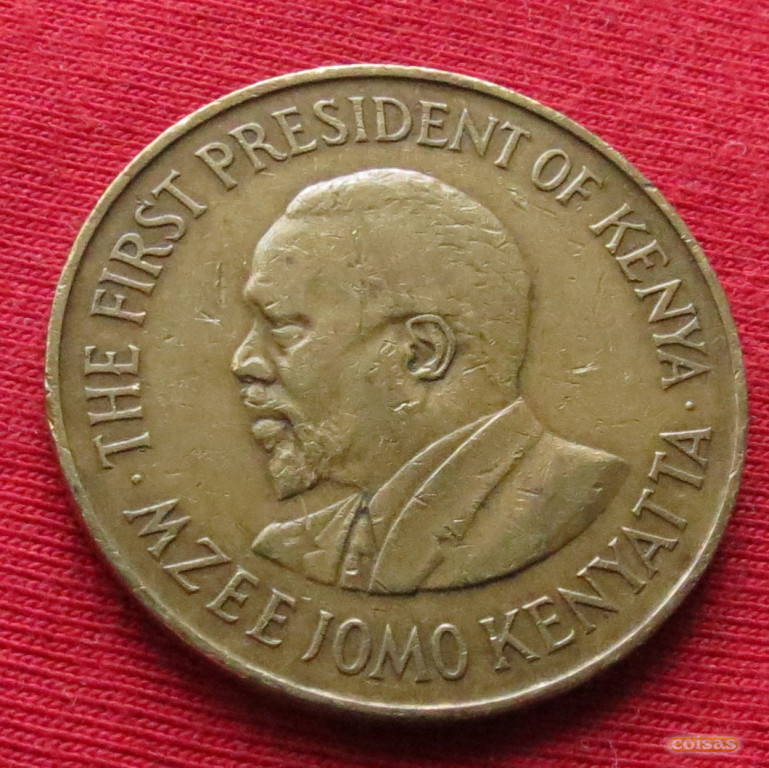 THE FIRST PRESIDENT OF KENYA ·
· MZEE JOMO KENYATTA
coisas